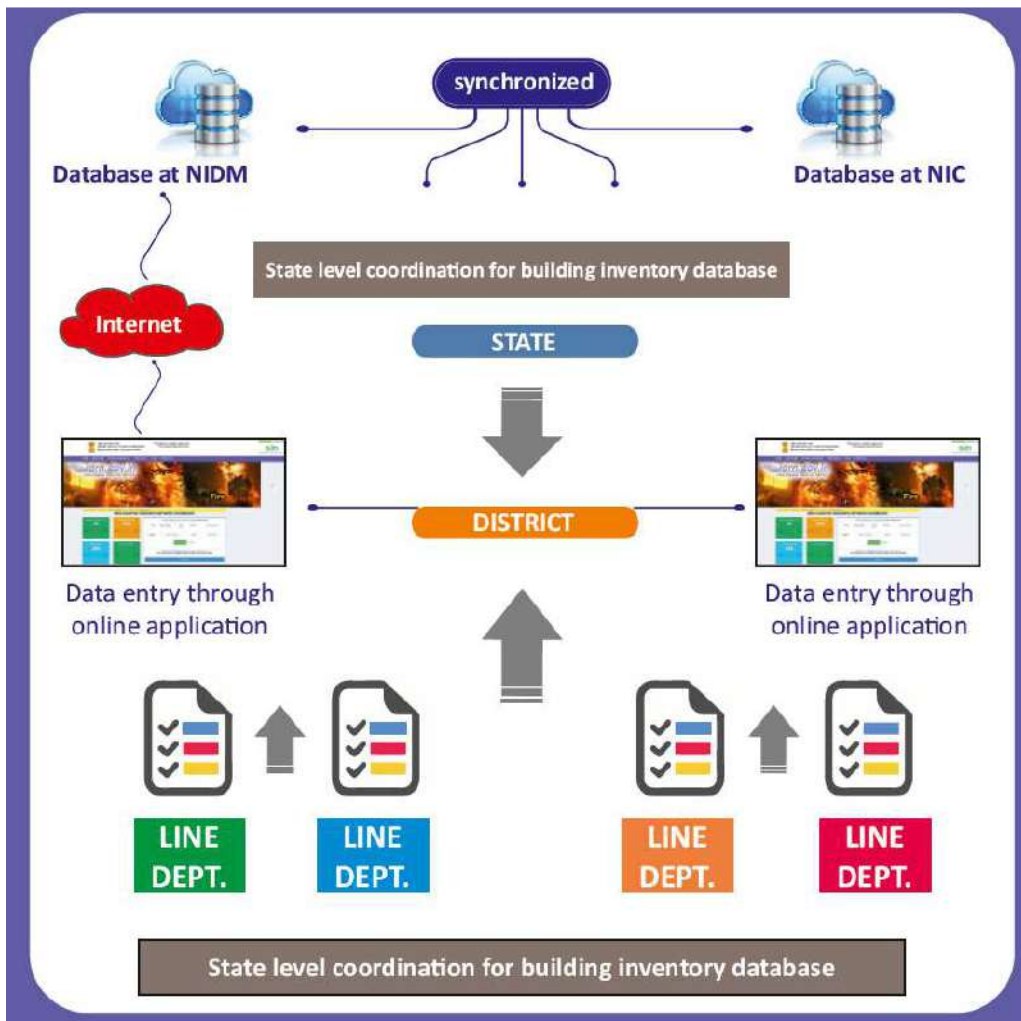 synchronized
Database at NIDM
Database at NIC
State level coordination for building inventory database
Internet
STATE
DISTRICT
Data entry through
online application
Data entry through
online application
LINE
DEPT.
LINE
DEPT.
LINE
DEPT.
LINE
DEPT.
State level coordination for building inventory database